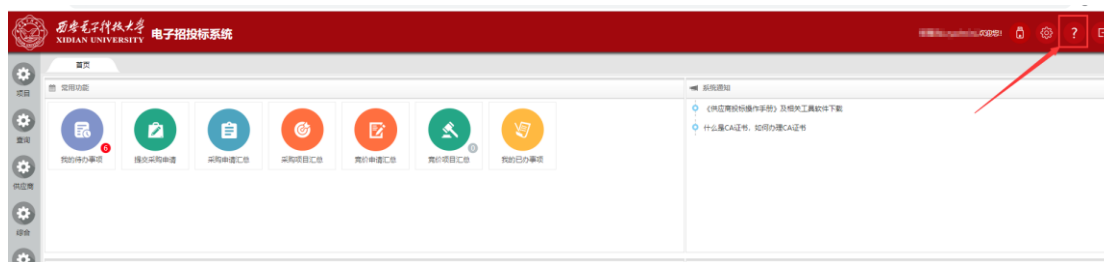 西安电子科技大学
XIDIAN UNIVERSITY
电子招投标系统
欢迎您!
?
首页
项目
查询
供应商
综合
常用功能
我的待办事项
6
提交采购申请
采购申请汇总
采购项目汇总
竞价申请汇总
竞价项目汇总
0
我的已办事项
系统通知
《供应商投标操作手册》及相关工具软件下载
什么是CA证书,如何办理CA证书